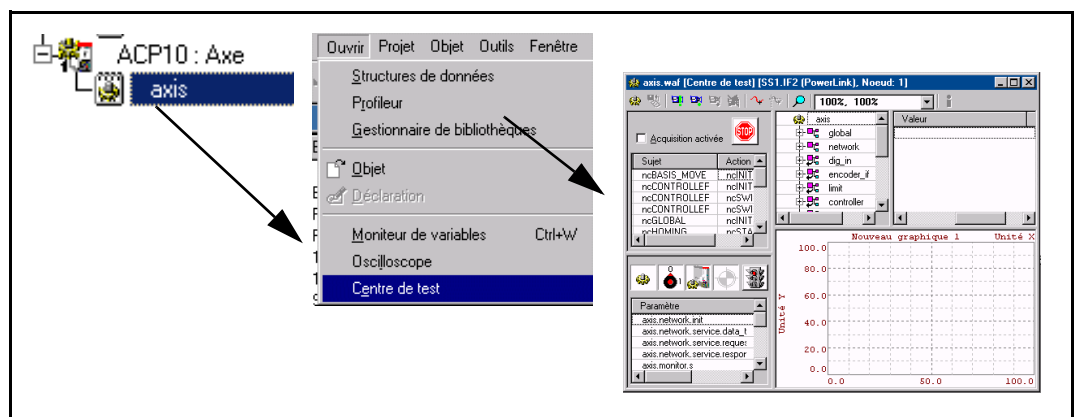 ACP10 : Axe
axis
Ouvrir Projet Objet Outils Fenêtre
Structures de données
Profileur
Gestionnaire de bibliothèques
Objet
Déclaration
Moniteur de variables Ctrl+W
Oscilloscope
Centre de test
axis.waf [Centre de test] [SS1.IF2 (PowerLink), Noeud: 1]
100%, 100%
Acquisition activée
STOP
Sujet Action
ncBASIS_MOVE ncINIT
ncCONTROLLEF ncINIT
ncCONTROLLEF ncSWI
ncCONTROLLEF ncSWI
ncGLOBAL ncINIT
ncHOMING ncSTA
axis
global
network
dig_in
encoder_if
limit
controller
Valeur
0
1
Paramètre
axis.network.init
axis.network.service.data_t
axis.network.service.reque:
axis.network.service.respor
axis.monitor.s
Nouveau graphique 1 Unité X
Unité Y
100.0
80.0
60.0
40.0
20.0
0.0
0.0 50.0 100.0